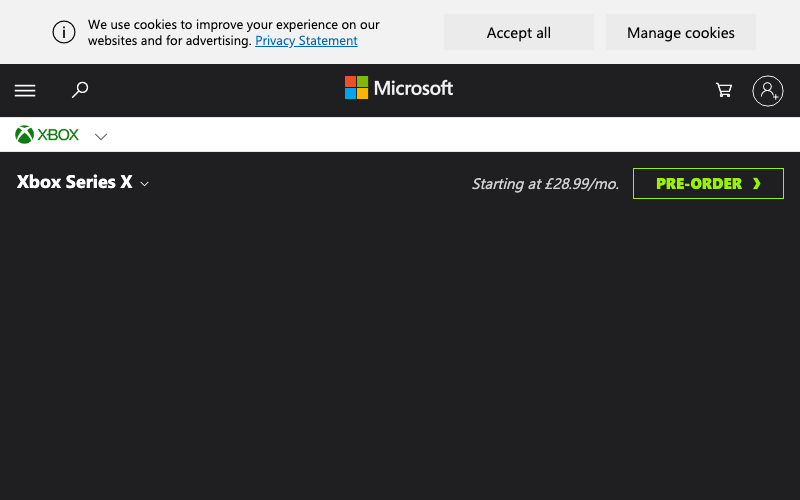 We use cookies to improve your experience on our
websites and for advertising. Privacy Statement
Accept all
Manage cookies
Microsoft
XBOX
Xbox Series X
Starting at £28.99/mo.
PRE-ORDER